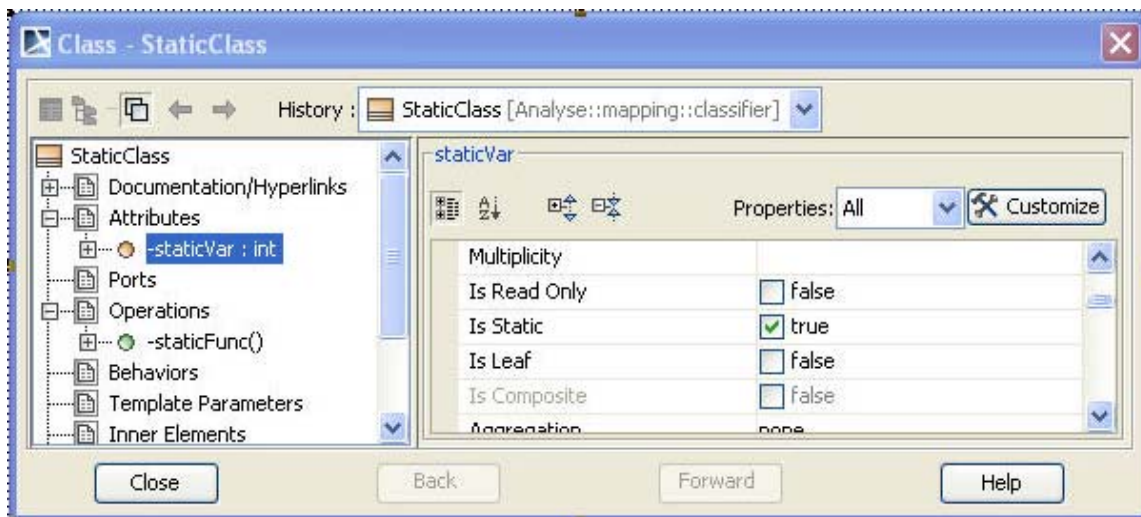 Class - StaticClass
History : StaticClass [Analyse::mapping::classifier]
StaticClass
Documentation/Hyperlinks
Attributes
-staticVar : int
Ports
Operations
-staticFunc()
Behaviors
Template Parameters
Inner Elements
staticVar
Properties: All Customize
Multiplicity
Is Read Only false
Is Static true
Is Leaf false
Is Composite false
Aggregation none
Close Back Forward Help